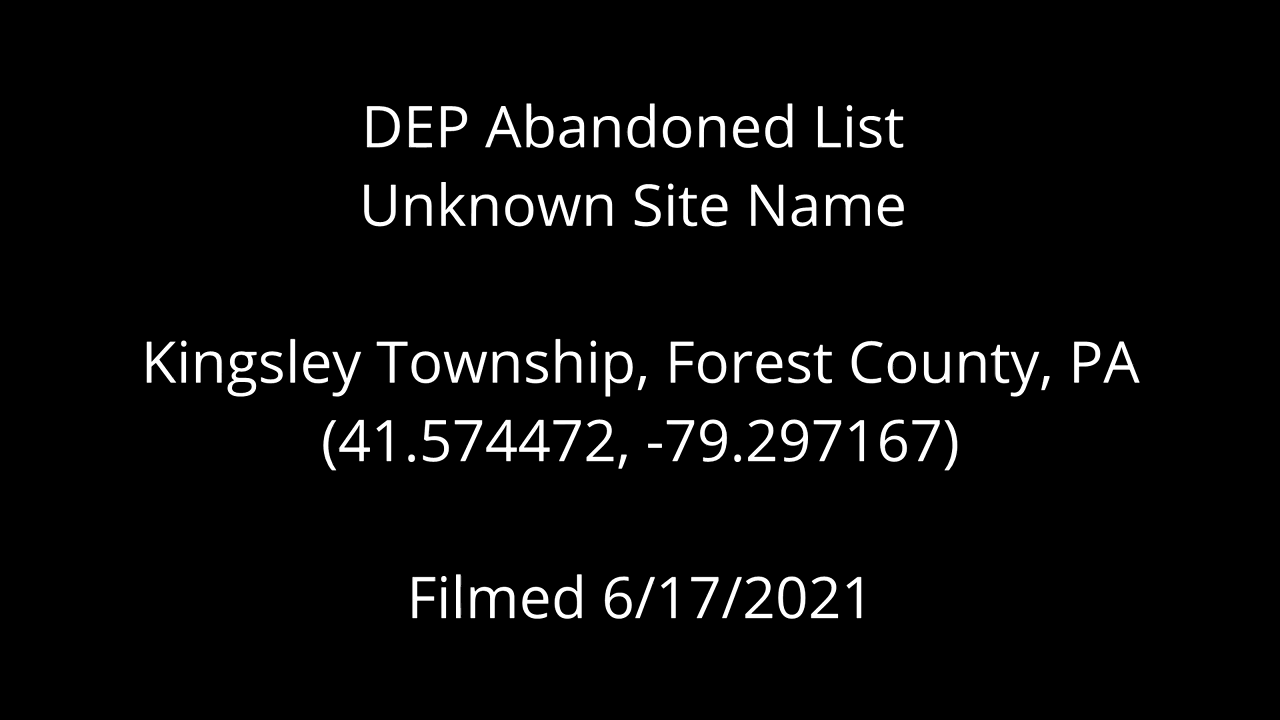 DEP Abandoned List
Unknown Site Name
Kingsley Township, Forest County, PA
(41.574472, -79.297167)
Filmed 6/17/2021